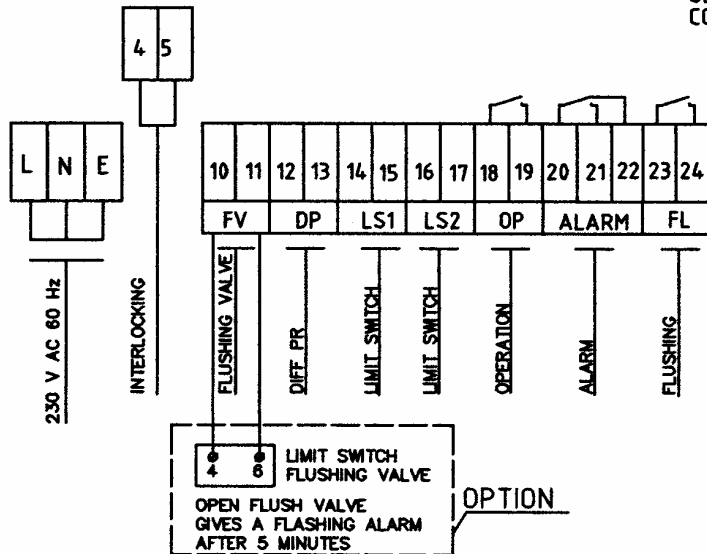 CO
4 5
L N E
10 11 12 13 14 15 16 17 18 19 20 21 22 23 24
FV DP LS1 LS2 OP ALARM FL
230 V AC 60 Hz
INTERLOCKING
FLUSHING VALVE
DIFF PR
LIMIT SWITCH
LIMIT SWITCH
OPERATION
ALARM
FLUSHING
4 6
LIMIT SWITCH
FLUSHING VALVE
OPEN FLUSH VALVE
GIVES A FLASHING ALARM
AFTER 5 MINUTES
OPTION